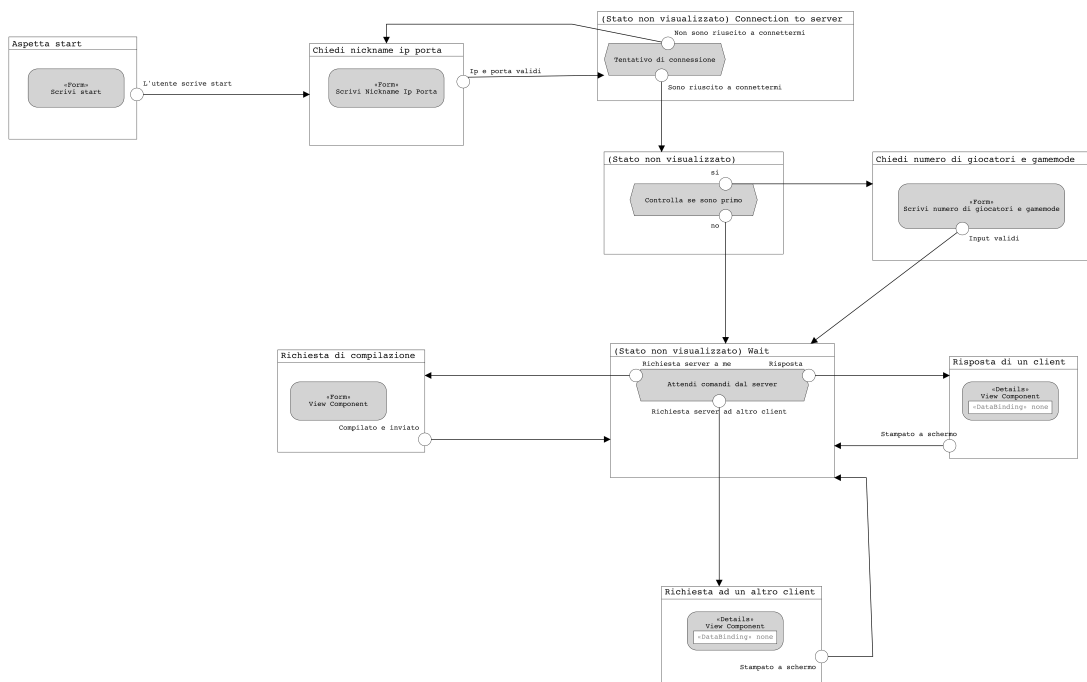 (Stato non visualizzato) Connection to server
Non sono riuscito a connettermi
Aspetta start
Chiedi nickname ip porta
Tentativo di connessione
Ip e porta validi
L'utente scrive start
«Form»
Scrivi start
«Form»
Scrivi Nickname Ip Porta
Sono riuscito a connettermi
(Stato non visualizzato)
Chiedi numero di giocatori e gamemode
si
Controlla se sono primo
«Form»
Scrivi numero di giocatori e gamemode
no
Input validi
Richiesta di compilazione
(Stato non visualizzato) Wait
Risposta di un client
Richiesta server a me
Risposta
Attendi comandi dal server
«Form»
View Component
«Details»
View Component
«DataBinding» none
Richiesta server ad altro client
Compilato e inviato
Stampato a schermo
Richiesta ad un altro client
«Details»
View Component
«DataBinding» none
Stampato a schermo